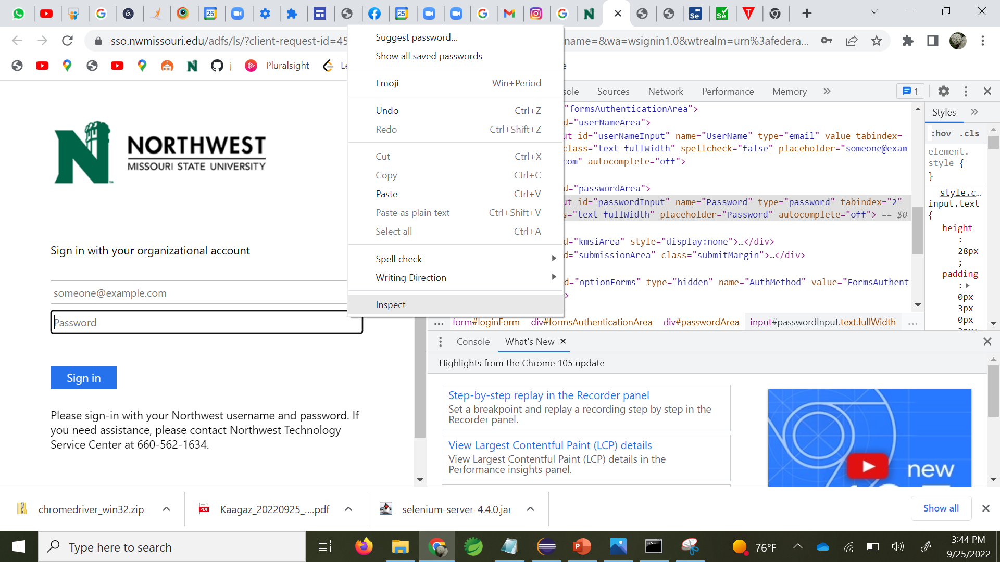 sso.nwmissouri.edu/adfs/ls/?client-request-id=45
name=&wa=wsignin1.0&wtrealm=urn%3afedera...
j
Pluralsight
Le
Suggest password...
Show all saved passwords
Emoji Win+Period
Undo Ctrl+Z
Redo Ctrl+Shift+Z
Cut Ctrl+X
Copy Ctrl+C
Paste Ctrl+V
Paste as plain text Ctrl+Shift+V
Select all Ctrl+A
Spell check
Writing Direction
Inspect
NORTHWEST
MISSOURI STATE UNIVERSITY
Sign in with your organizational account
someone@example.com
Password
Sign in
Please sign-in with your Northwest username and password. If
you need assistance, please contact Northwest Technology
Service Center at 660-562-1634.
sole Sources Network Performance Memory » 1
"formsAuthenticationArea">
d="userNameArea">
ut id="userNameInput" name="UserName" type="email" value tabindex=
class="text fullWidth" spellcheck="false" placeholder="someone@exam
com" autocomplete="off">
d="passwordArea">
ut id="passwordInput" name="Password" type="password" tabindex="2"
s="text fullWidth" placeholder="Password" autocomplete="off"> == $0
d="kmsiArea" style="display:none">…</div>
d="submissionArea" class="submitMargin">…</div>
d="optionForms" type="hidden" name="AuthMethod" value="FormsAuthent
>
... form#loginForm div#formsAuthenticationArea div#passwordArea input#passwordInput.text.fullWidth ...
Styles »
:hov .cls
element.
style {
}
style.c…
input.text
{
height
:
28px
;
padding
:
0px
3px
0px
Console What's New
Highlights from the Chrome 105 update
Step-by-step replay in the Recorder panel
Set a breakpoint and replay a recording step by step in the
Recorder panel.
View Largest Contentful Paint (LCP) details
View Largest Contentful Paint (LCP) details in the
Performance insights panel.
new
chromedriver_win32.zip
Kaagaz_20220925_....pdf
selenium-server-4.4.0.jar
Show all
Type here to search
76°F
3:44 PM
9/25/2022